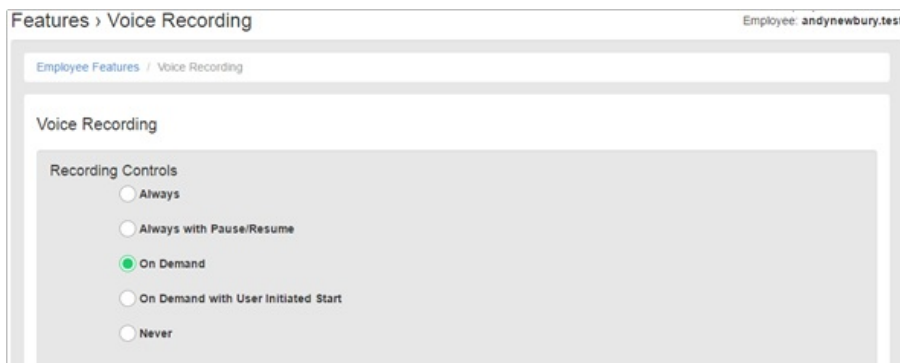 Features › Voice Recording
Employee: andynewbury.test
Employee Features / Voice Recording
Voice Recording
Recording Controls
Always
Always with Pause/Resume
On Demand
On Demand with User Initiated Start
Never